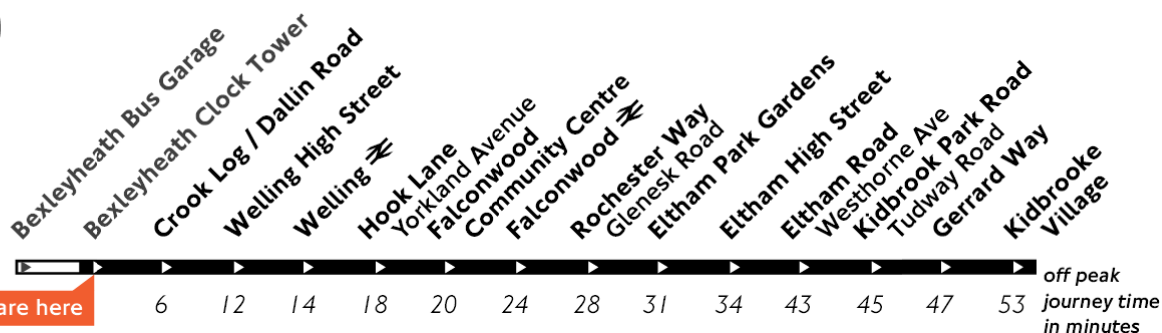 Bexleyheath Bus Garage
Bexleyheath Clock Tower
Crook Log / Dallin Road
Welling High Street
Welling
Hook Lane
Yorkland Avenue
Falconwood
Community Centre
Falconwood
Rochester Way
Glenesk Road
Eltham Park Gardens
Eltham High Street
Eltham Road
Westhorne Ave
Kidbrook Park Road
Tudway Road
Gerrard Way
Kidbrooke
Village
are here
6 12 14 18 20 24 28 31 34 43 45 47 53
off peak
journey time
in minutes